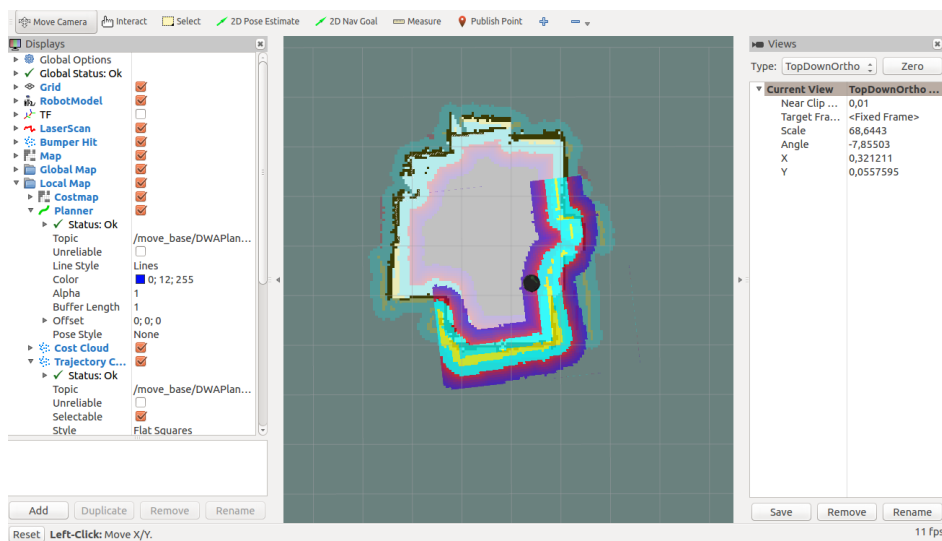 Move Camera Interact Select 2D Pose Estimate 2D Nav Goal Measure Publish Point
Displays
Global Options
Global Status: Ok
Grid
RobotModel
TF
LaserScan
Bumper Hit
Map
Global Map
Local Map
Costmap
Planner
Status: Ok
Topic /move_base/DWAPlan...
Unreliable
Line Style Lines
Color 0; 12; 255
Alpha 1
Buffer Length 1
Offset 0; 0; 0
Pose Style None
Cost Cloud
Trajectory C...
Status: Ok
Topic /move_base/DWAPlan...
Unreliable
Selectable
Style Flat Squares
Add Duplicate Remove Rename
Reset Left-Click: Move X/Y.
Views
Type: TopDownOrtho Zero
Current View TopDownOrtho ...
Near Clip ... 0,01
Target Fra... <Fixed Frame>
Scale 68,6443
Angle -7,85503
X 0,321211
Y 0,0557595
Save Remove Rename
11 fps